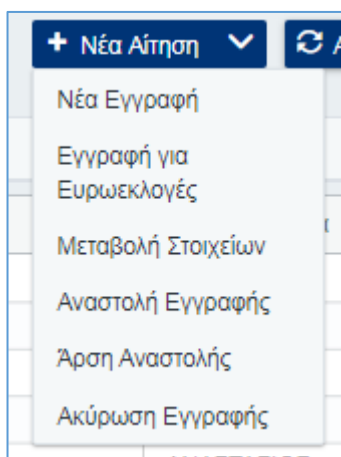 Νέα Αίτηση
Νέα Εγγραφή
Εγγραφή για
Ευρωεκλογές
Μεταβολή Στοιχείων
Αναστολή Εγγραφής
Άρση Αναστολής
Ακύρωση Εγγραφής